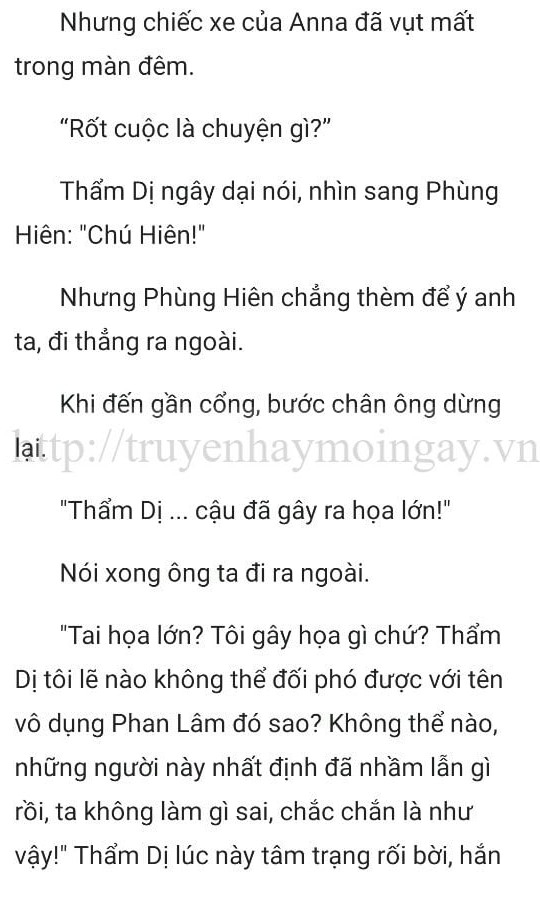 Nhưng chiếc xe của Anna đã vụt mất
trong màn đêm.
“Rốt cuộc là chuyện gì?”
Thẩm Dị ngây dại nói, nhìn sang Phùng
Hiên: "Chú Hiên!"
Nhưng Phùng Hiên chẳng thèm để ý anh
ta, đi thẳng ra ngoài.
Khi đến gần cổng, bước chân ông dừng
lại.
http://truyenhaymoingay.vn
"Thẩm Dị ... cậu đã gây ra họa lớn!"
Nói xong ông ta đi ra ngoài.
"Tai họa lớn? Tôi gây họa gì chứ? Thẩm
Dị tôi lẽ nào không thể đối phó được với tên
vô dụng Phan Lâm đó sao? Không thể nào,
những người này nhất định đã nhầm lẫn gì
rồi, ta không làm gì sai, chắc chắn là như
vậy!" Thẩm Dị lúc này tâm trạng rối bời, hắn